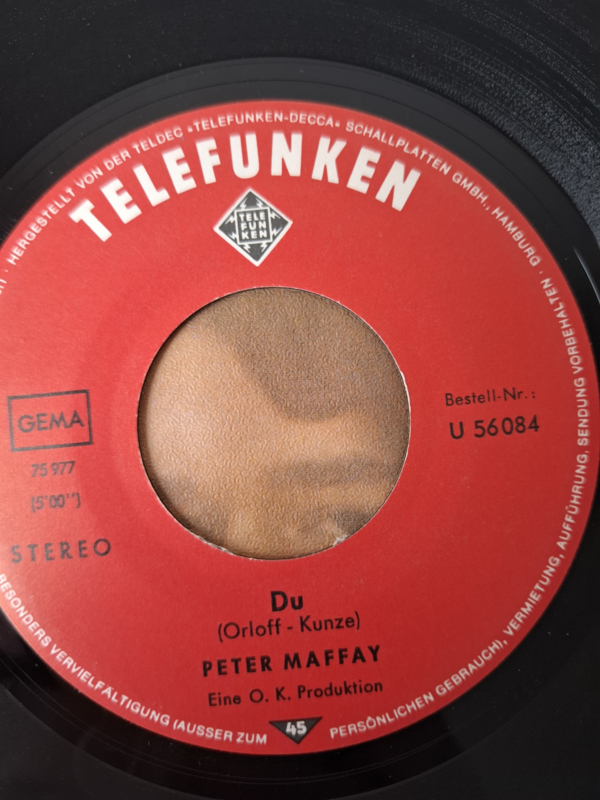 HERGESTELLT VON DER TELDEC •TELEFUNKEN-DECCA• SCHALLPLATTEN GMBH., HAMBURG ·
TELEFUNKEN
TELE
FUN
KEN
GEMA
75 977
(5'00")
STEREO
Bestell-Nr.:
U 56084
Du
(Orloff - Kunze)
PETER MAFFAY
Eine O. K. Produktion
BESONDERS VERVIELFÄLTIGUNG (AUSSER ZUM
45
PERSÖNLICHEN GEBRAUCH), VERMIETUNG, AUFFÜHRUNG, SENDUNG VORBEHALTEN ·